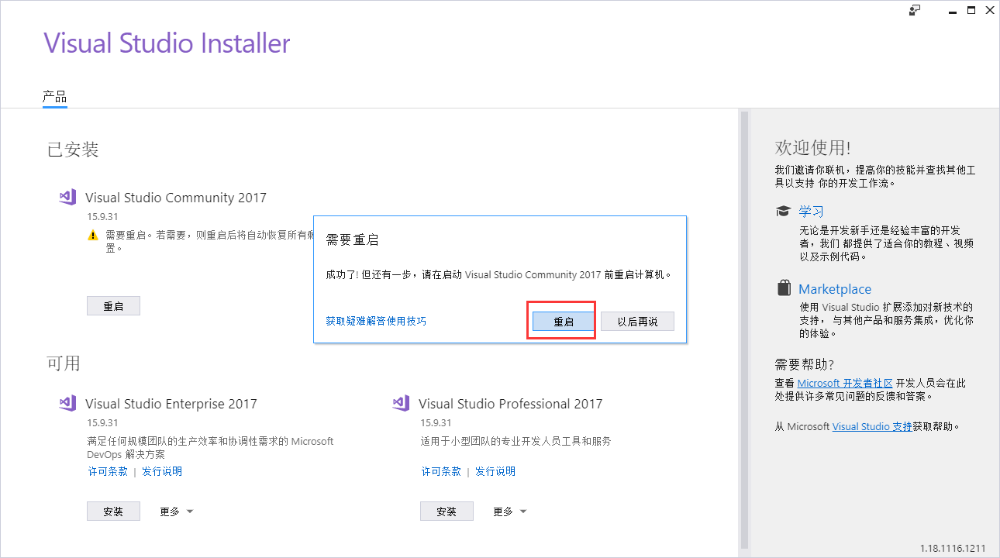 Visual Studio Installer
产品
已安装
Visual Studio Community 2017
15.9.31
需要重启。若需要，则重启后将自动恢复所有
置。
重启
需要重启
成功了! 但还有一步，请在启动 Visual Studio Community 2017 前重启计算机。
获取疑难解答使用技巧
重启
以后再说
可用
Visual Studio Enterprise 2017
15.9.31
满足任何规模团队的生产效率和协调性需求的 Microsoft
DevOps 解决方案
许可条款 | 发行说明
安装
更多
Visual Studio Professional 2017
15.9.31
适用于小型团队的专业开发人员工具和服务
许可条款 | 发行说明
安装
更多
欢迎使用!
我们邀请你联机，提高你的技能并查找其他工
具以支持 你的开发工作流。
学习
无论是开发新手还是经验丰富的开发
者，我们 都提供了适合你的教程、视频
以及示例代码。
Marketplace
使用 Visual Studio 扩展添加对新技术的
支持， 与其他产品和服务集成，优化你
的体验。
需要帮助?
查看 Microsoft 开发者社区 开发人员会在此
处提供许多常见问题的反馈和答案。
从 Microsoft Visual Studio 支持获取帮助。
1.18.1116.1211